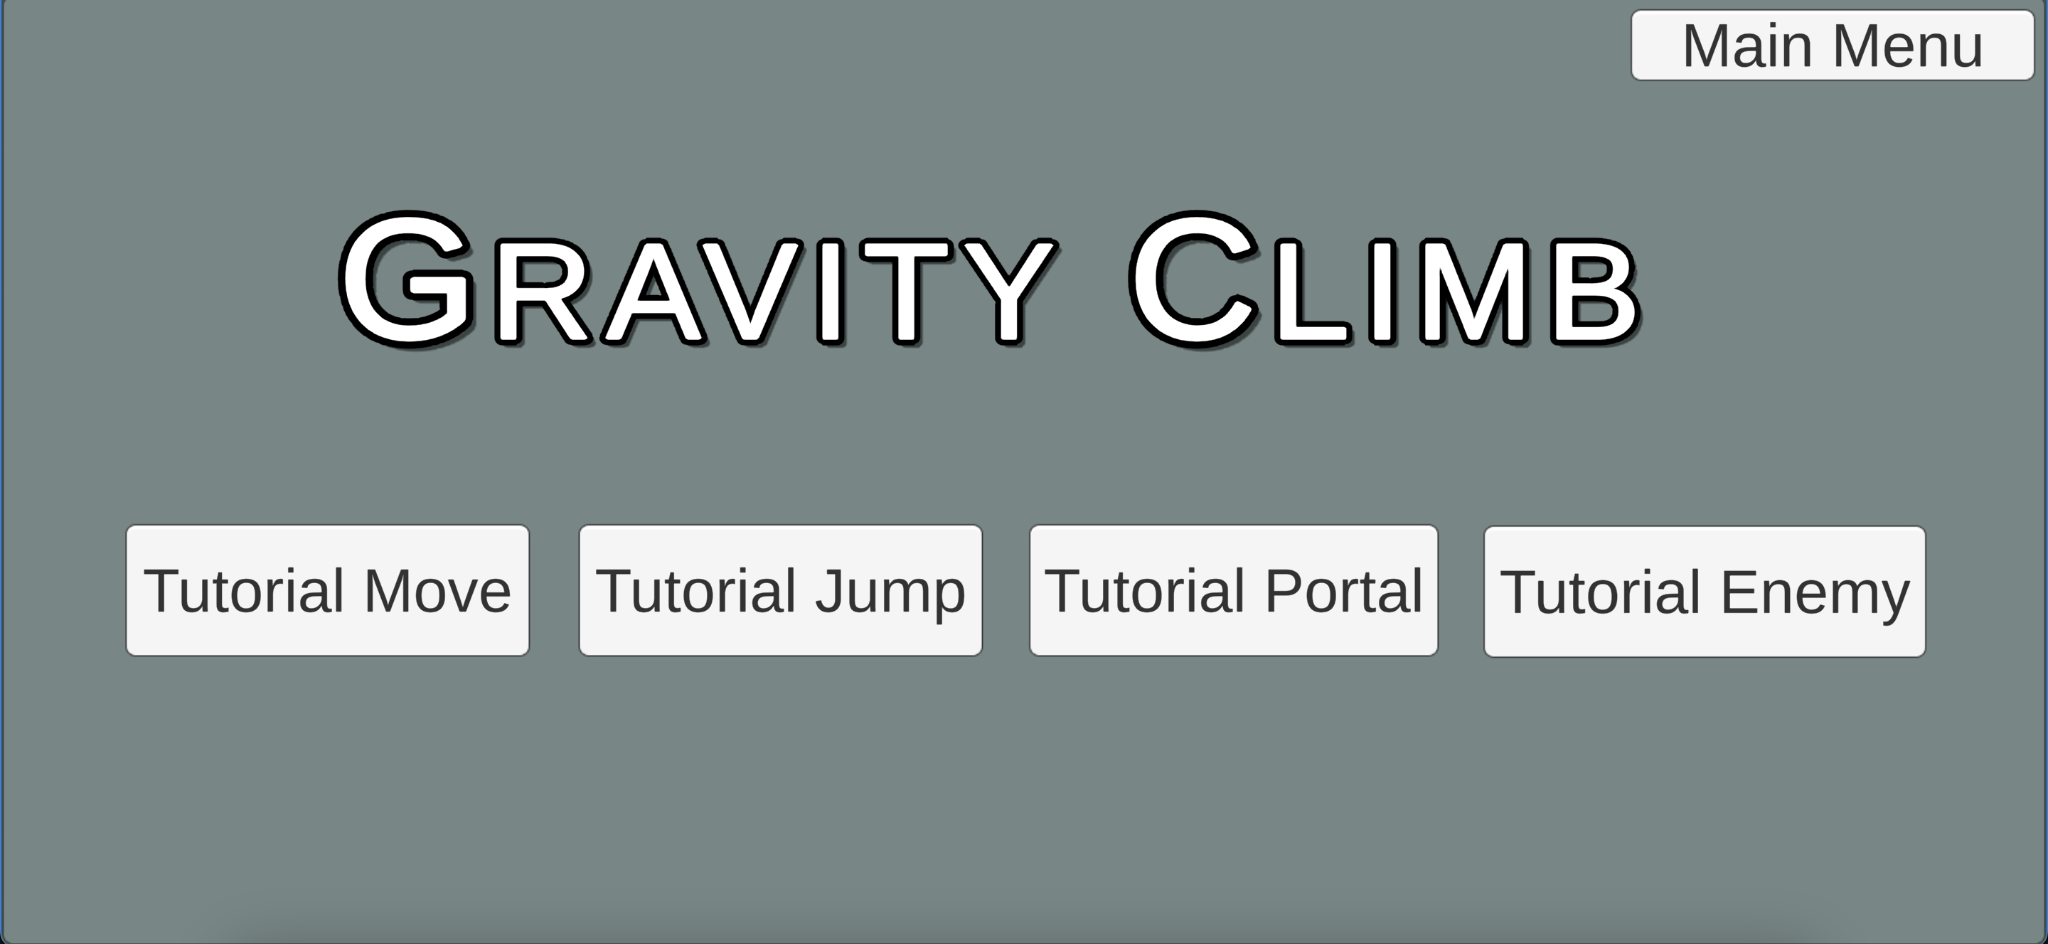 Main Menu
GRAVITY CLIMB
Tutorial Move
Tutorial Jump
Tutorial Portal
Tutorial Enemy